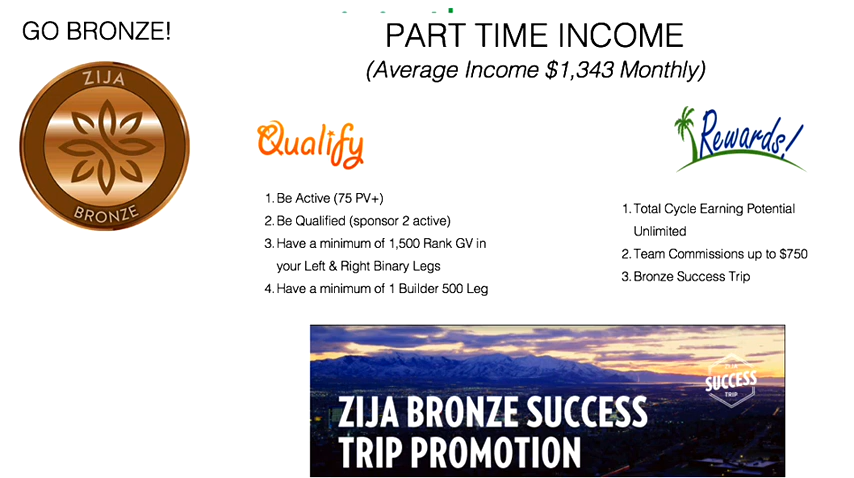 GO BRONZE!
ZIJA
BRONZE
PART TIME INCOME
(Average Income $1,343 Monthly)
Qualify
1. Be Active (75 PV+)
2. Be Qualified (sponsor 2 active)
3. Have a minimum of 1,500 Rank GV in
your Left & Right Binary Legs
4. Have a minimum of 1 Builder 500 Leg
Rewards!
1. Total Cycle Earning Potential
Unlimited
2. Team Commissions up to $750
3. Bronze Success Trip
ZIJA
SUCCESS
TRIP
ZIJA BRONZE SUCCESS
TRIP PROMOTION